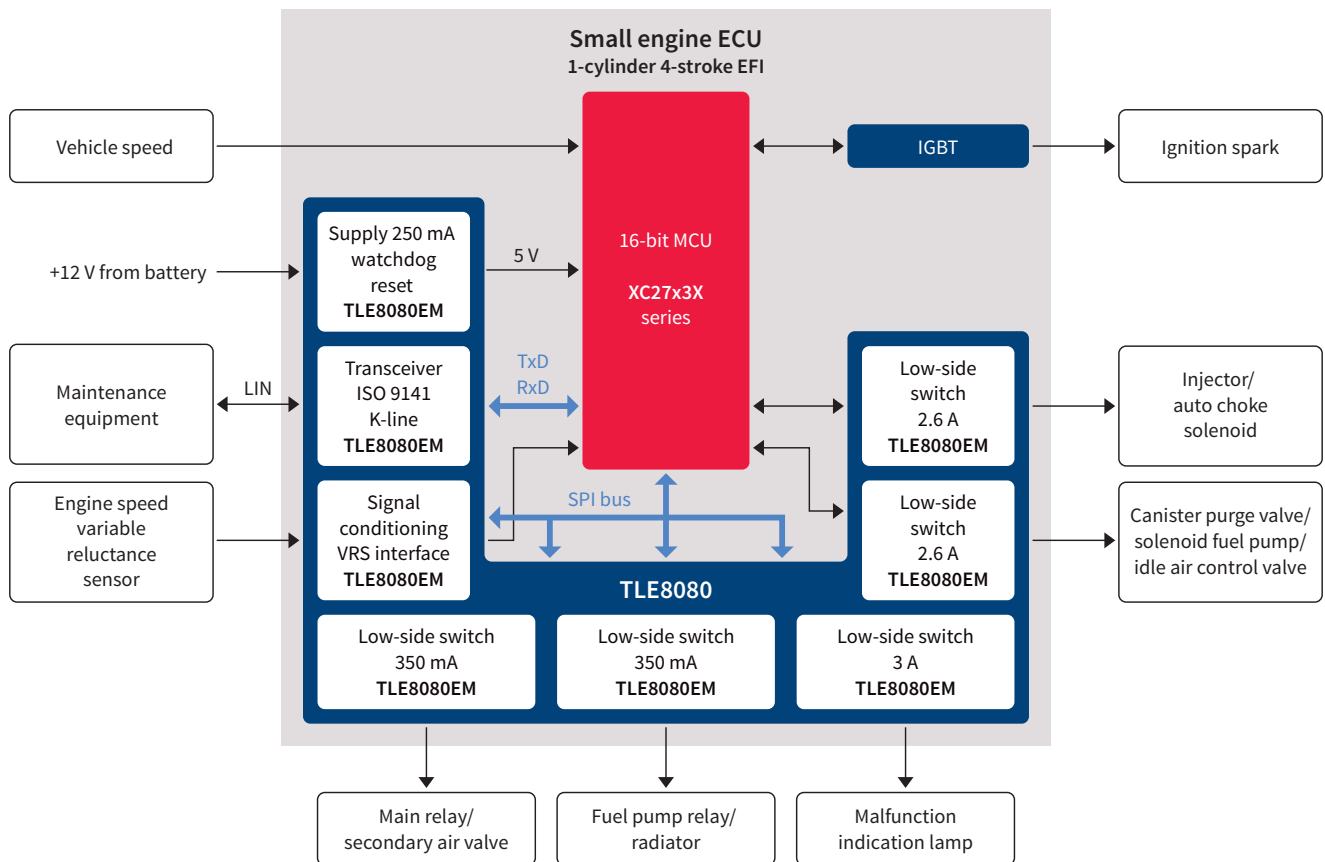 Small engine ECU
1-cylinder 4-stroke EFI
Vehicle speed
IGBT
Ignition spark
Supply 250 mA
watchdog
reset
TLE8080EM
5 V
16-bit MCU
XC27x3X
series
+12 V from battery
Maintenance
equipment
LIN
Transceiver
ISO 9141
K-line
TLE8080EM
TxD
RxD
Low-side
switch
2.6 A
TLE8080EM
Injector/
auto choke
solenoid
Engine speed
variable
reluctance
sensor
Signal
conditioning
VRS interface
TLE8080EM
SPI bus
Low-side
switch
2.6 A
TLE8080EM
Canister purge valve/
solenoid fuel pump/
idle air control valve
TLE8080
Low-side switch
350 mA
TLE8080EM
Low-side switch
350 mA
TLE8080EM
Low-side switch
3 A
TLE8080EM
Main relay/
secondary air valve
Fuel pump relay/
radiator
Malfunction
indication lamp